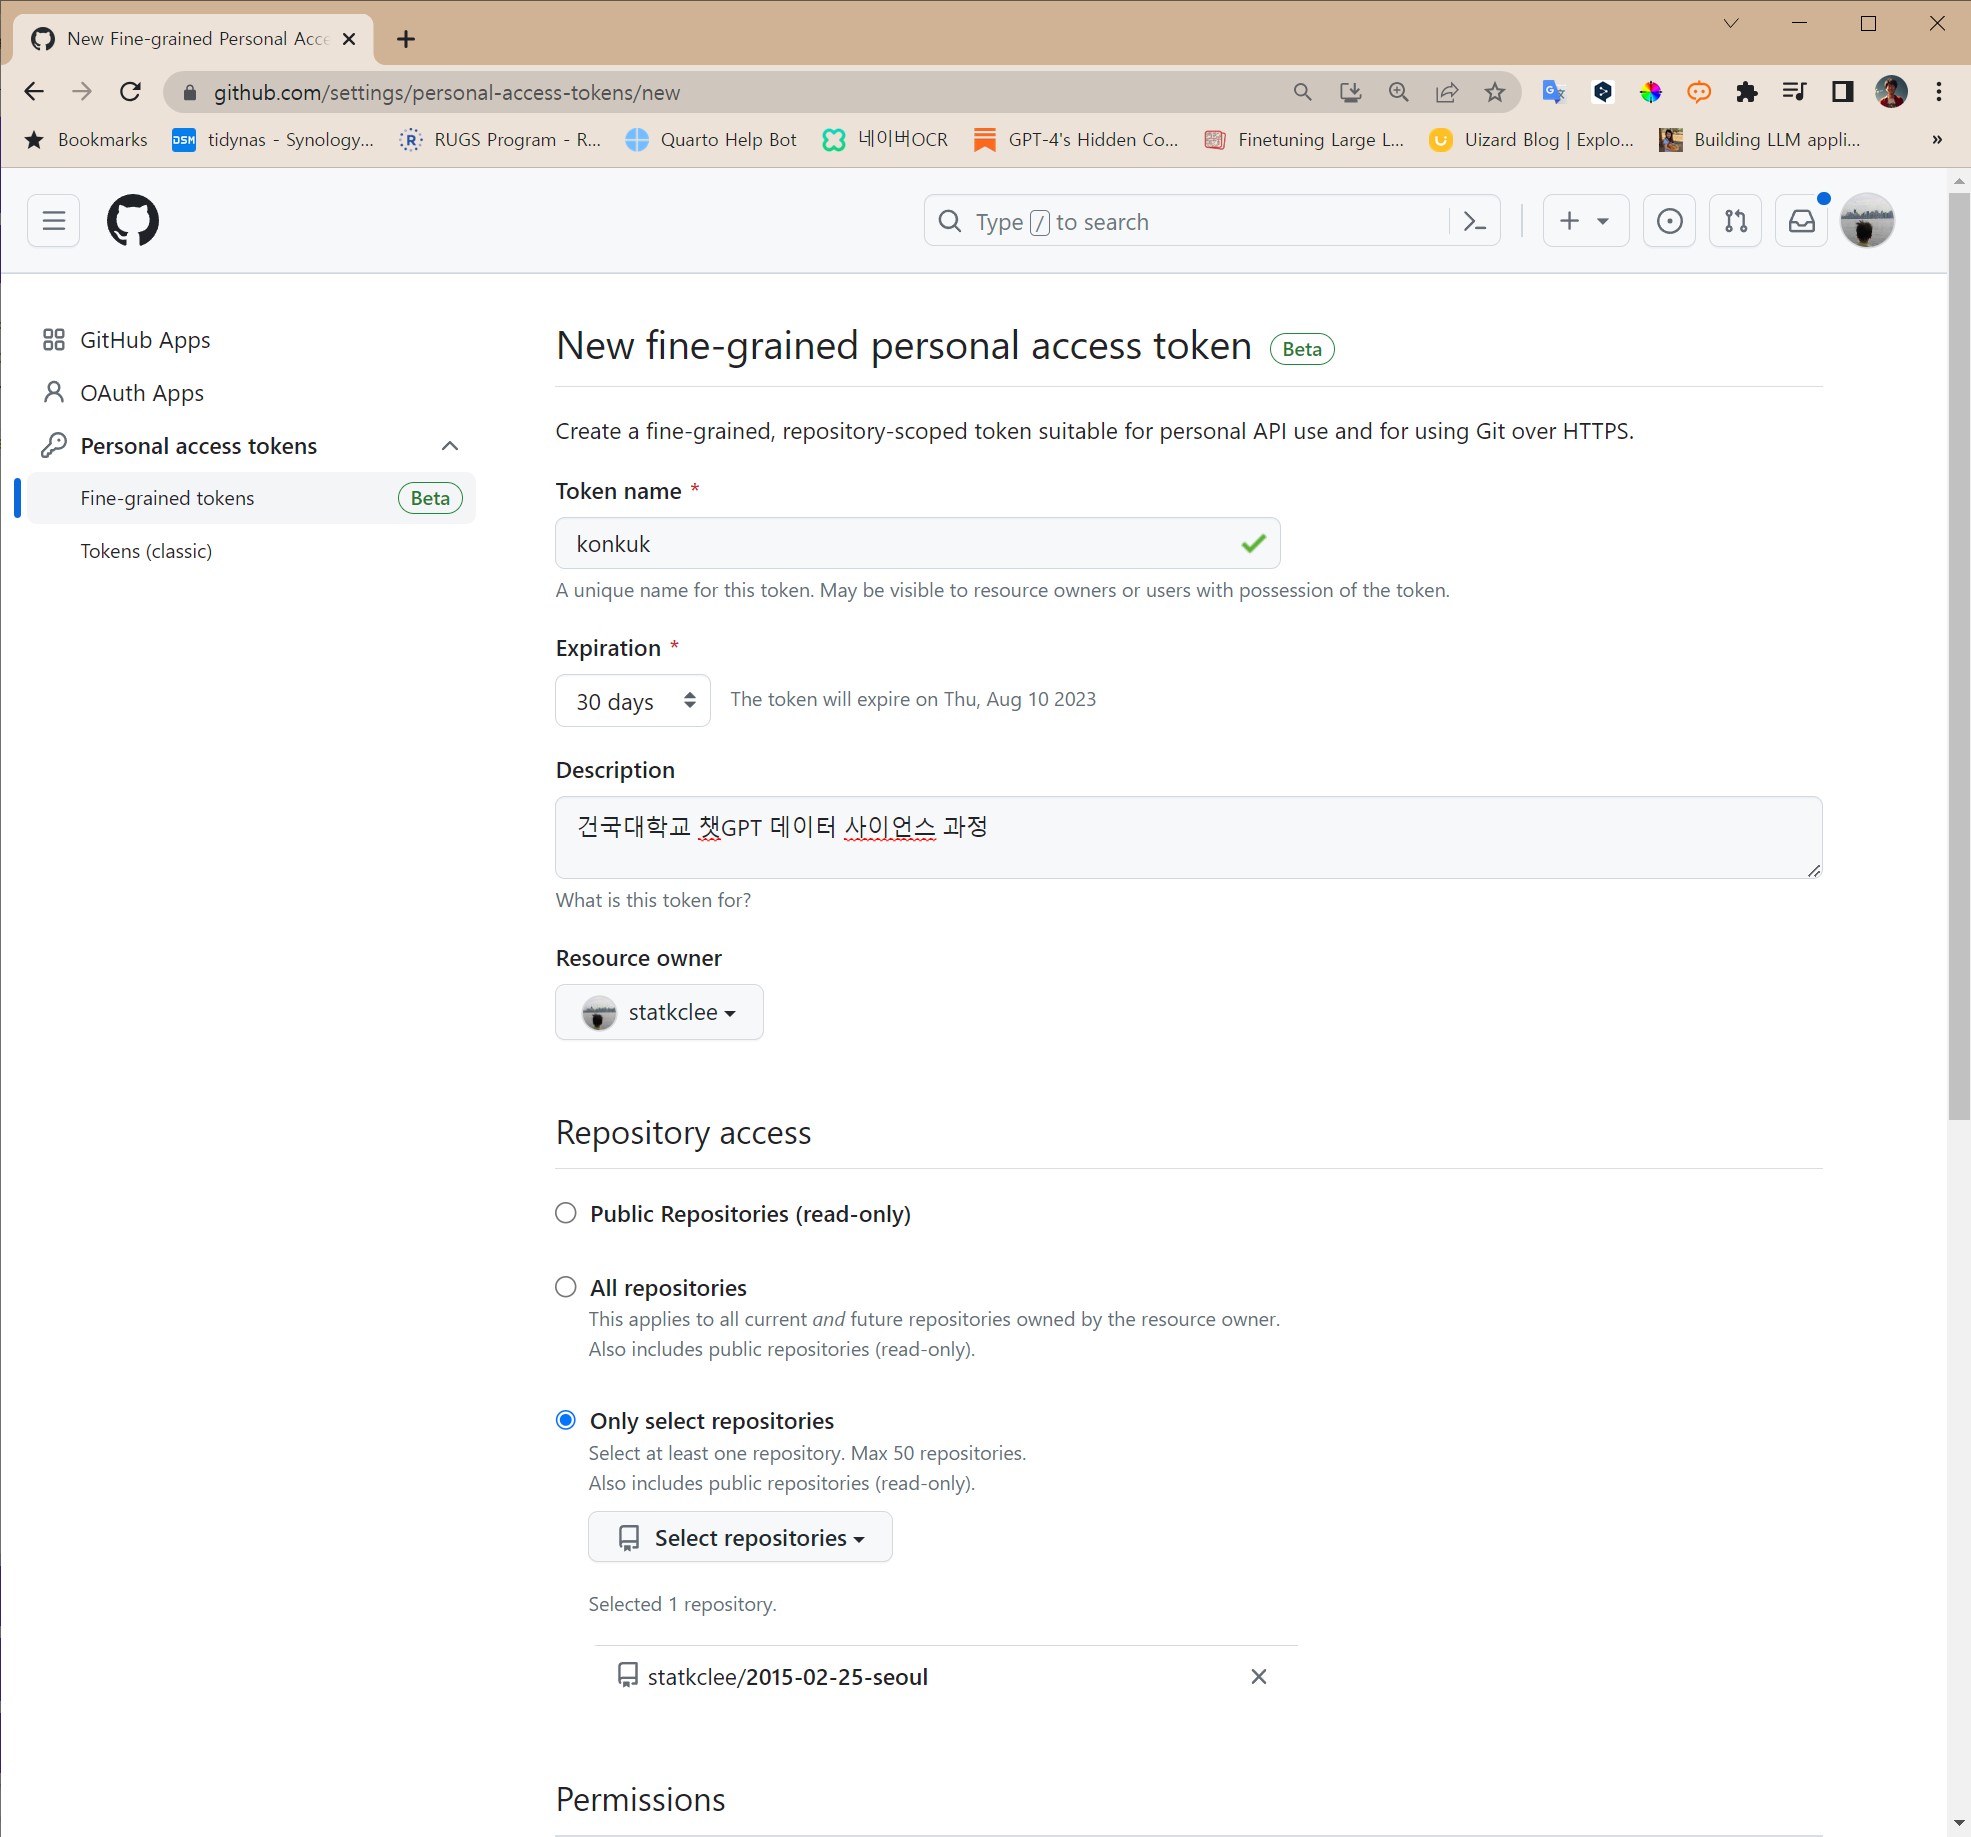 New Fine-grained Personal Acce
github.com/settings/personal-access-tokens/new
Bookmarks
DSM tidynas - Synology...
R RUGS Program - R...
Quarto Help Bot
네이버OCR
GPT-4's Hidden Co...
Finetuning Large L...
Uizard Blog | Explo...
Building LLM appli...
»
Type / to search
GitHub Apps
OAuth Apps
Personal access tokens
Fine-grained tokens Beta
Tokens (classic)
New fine-grained personal access token Beta
Create a fine-grained, repository-scoped token suitable for personal API use and for using Git over HTTPS.
Token name *
konkuk
A unique name for this token. May be visible to resource owners or users with possession of the token.
Expiration *
30 days The token will expire on Thu, Aug 10 2023
Description
건국대학교 챗GPT 데이터 사이언스 과정
What is this token for?
Resource owner
statkclee
Repository access
Public Repositories (read-only)
All repositories
This applies to all current and future repositories owned by the resource owner.
Also includes public repositories (read-only).
Only select repositories
Select at least one repository. Max 50 repositories.
Also includes public repositories (read-only).
Select repositories
Selected 1 repository.
statkclee/2015-02-25-seoul
Permissions